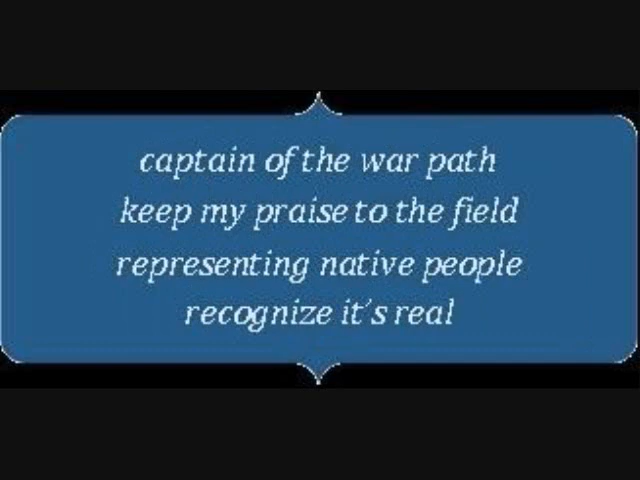 captain of the war path
keep my praise to the field
representing native people
recognize it's real